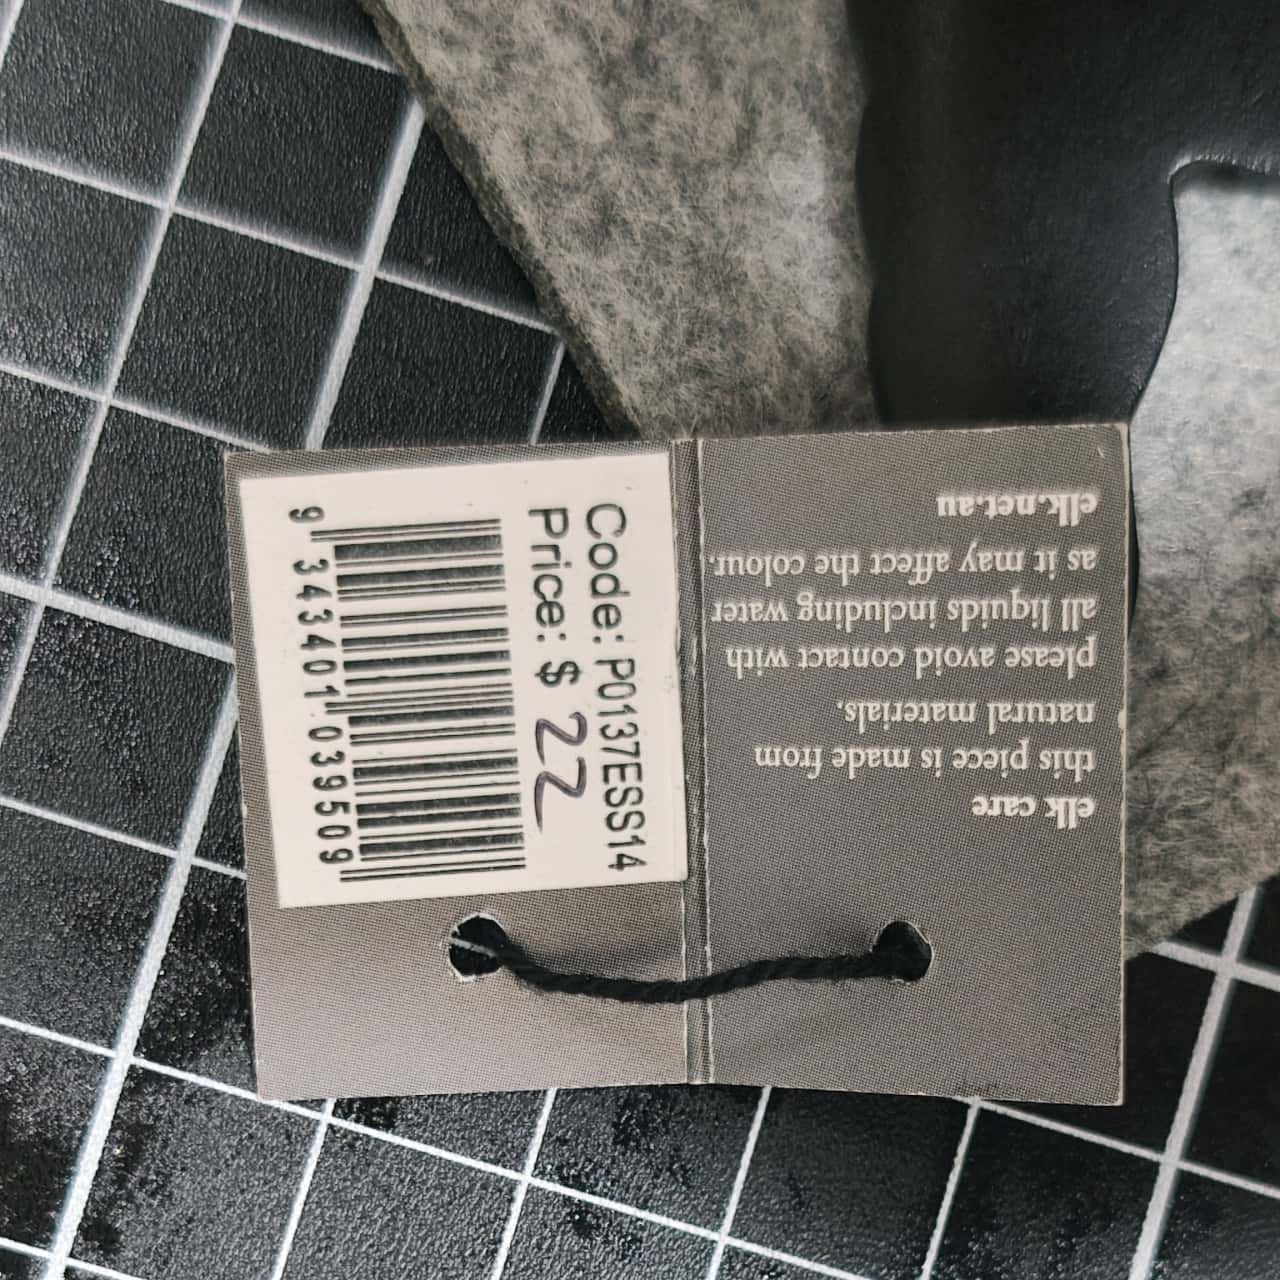 Code: P0137ESS14
Price: $ 22
9 343401 039509
elk care
this piece is made from
natural materials.
please avoid contact with
all liquids including water
as it may affect the colour.
elk.net.au